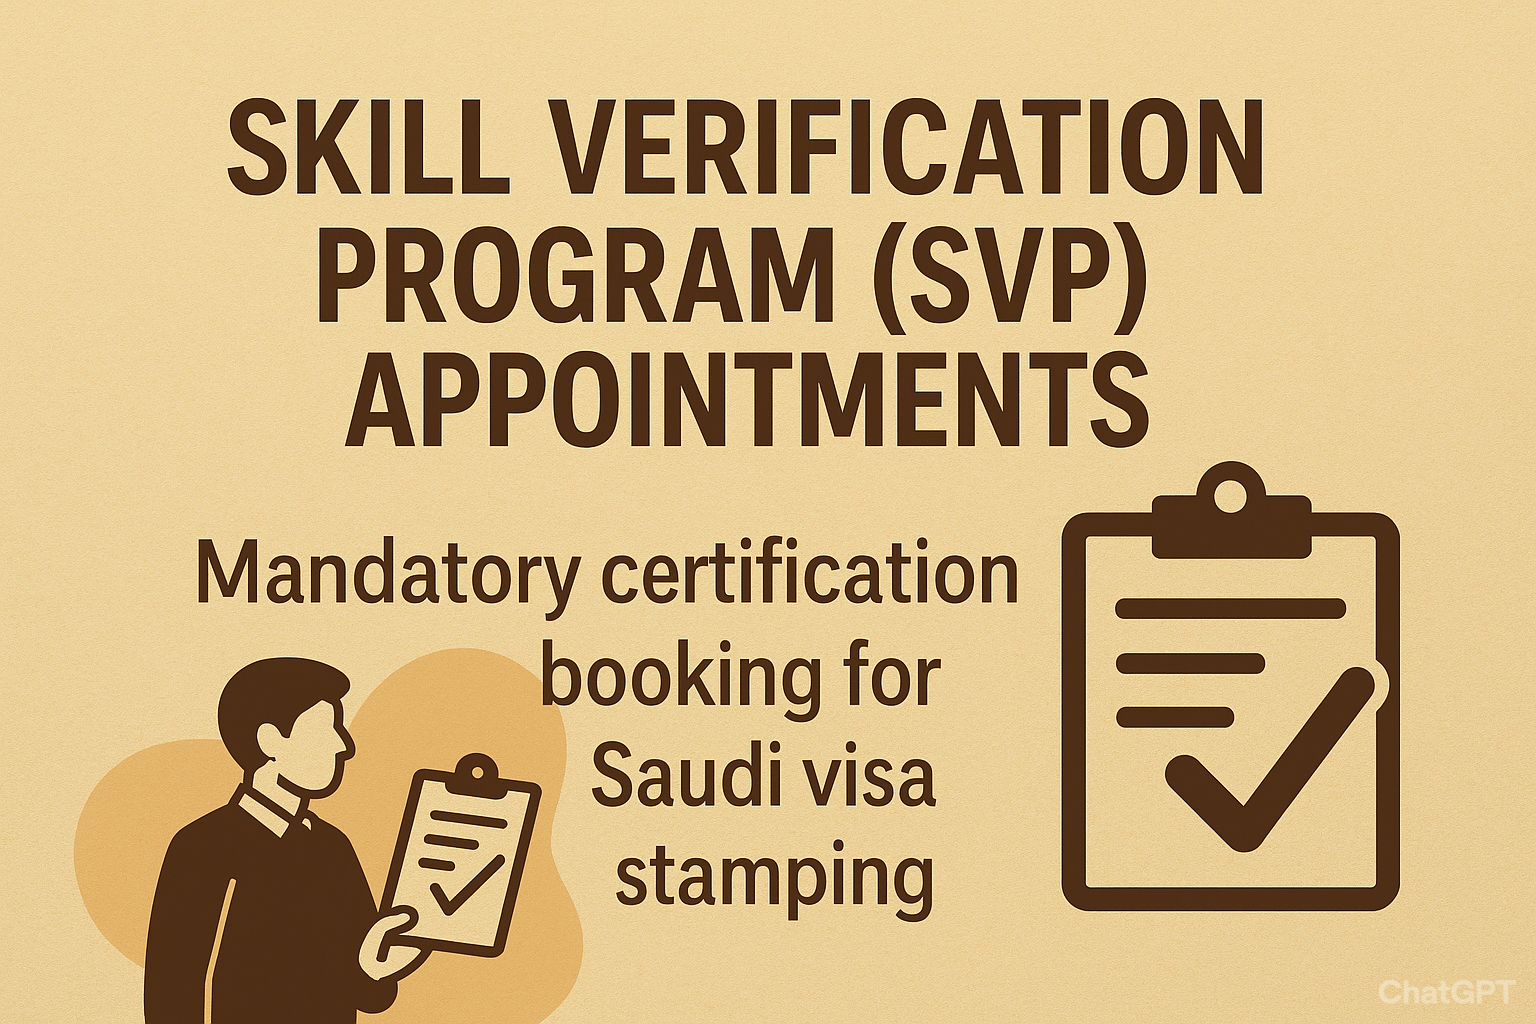 SKILL VERIFICATION
PROGRAM (SVP)
APPOINTMENTS
Mandatory certification
booking for
Saudi visa
stamping
ChatGPT